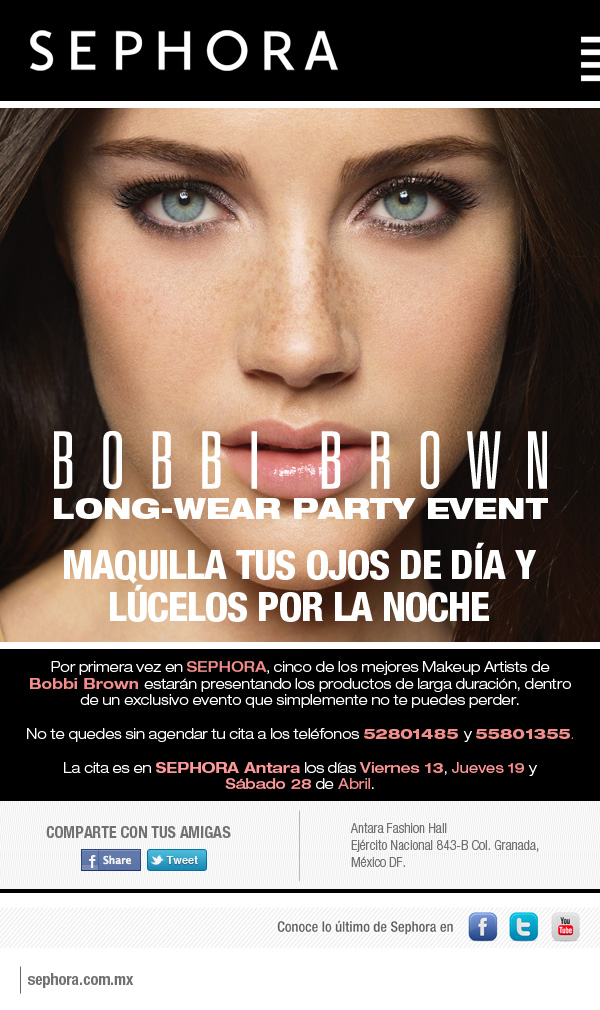 SEPHORA
BOBBI BROWN
LONG-WEAR PARTY EVENT
MAQUILLA TUS OJOS DE DÍA Y
LÚCELOS POR LA NOCHE
Por primera vez en SEPHORA, cinco de los mejores Makeup Artists de
Bobbi Brown estarán presentando los productos de larga duración, dentro
de un exclusivo evento que simplemente no te puedes perder.
No te quedes sin agendar tu cita a los teléfonos 52801485 y 55801355.
La cita es en SEPHORA Antara los días Viernes 13, Jueves 19 y
Sábado 28 de Abril.
COMPARTE CON TUS AMIGAS
f Share
Tweet
Antara Fashion Hall
Ejército Nacional 843-B Col. Granada,
México DF.
Conoce lo último de Sephora en
f
t
You Tube
sephora.com.mx